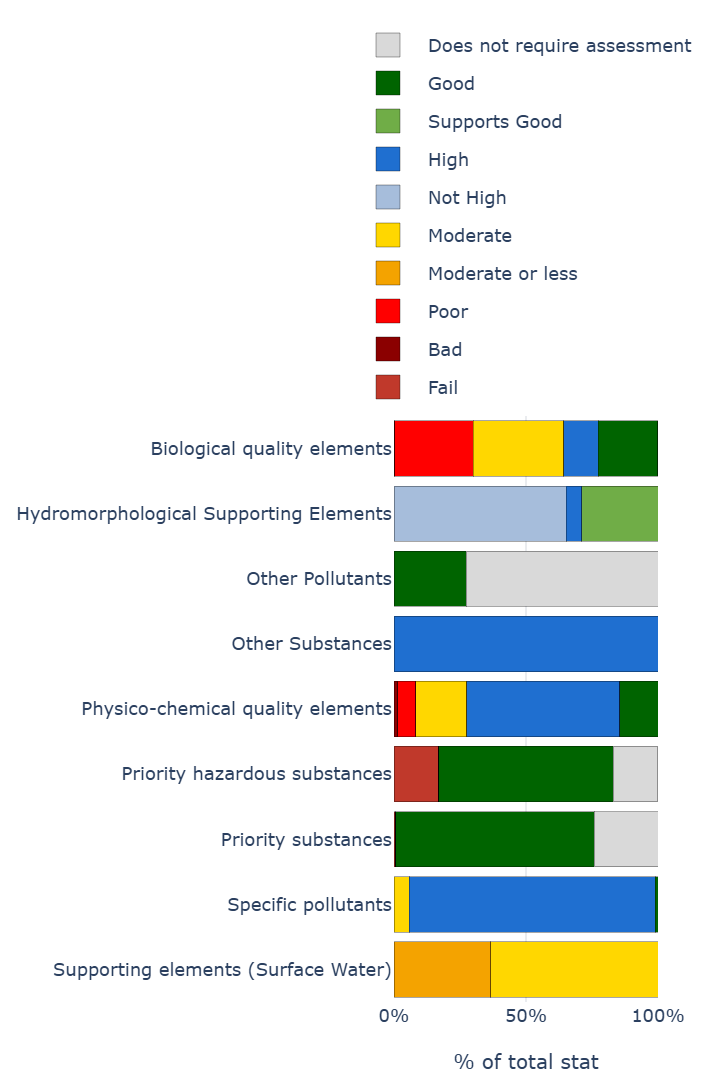 Does not require assessment
Good
Supports Good
High
Not High
Moderate
Moderate or less
Poor
Bad
Fail
Biological quality elements
Hydromorphological Supporting Elements
Other Pollutants
Other Substances
Physico-chemical quality elements
Priority hazardous substances
Priority substances
Specific pollutants
Supporting elements (Surface Water)
0% 50% 100%
% of total stat